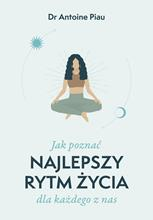 Dr Antoine Piau
Jak poznać
NAJLEPSZY
RYTM ŻYCIA
dla każdego z nas